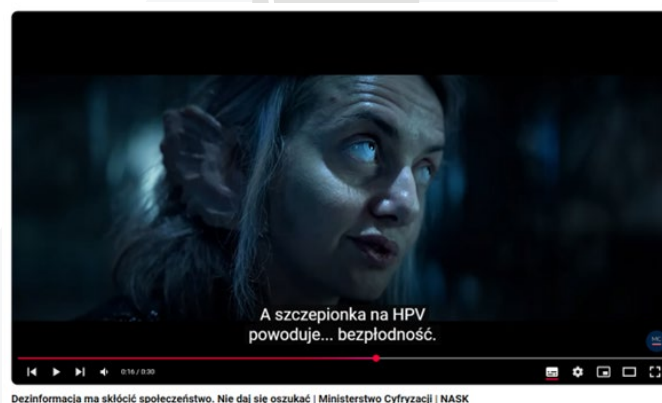 A szczepionka na HPV
powoduje... bezpłodność.
MC
0:16 / 0:30
Dezinformacja ma skłócić społeczeństwo. Nie daj się oszukać | Ministerstwo Cyfryzacji | NASK